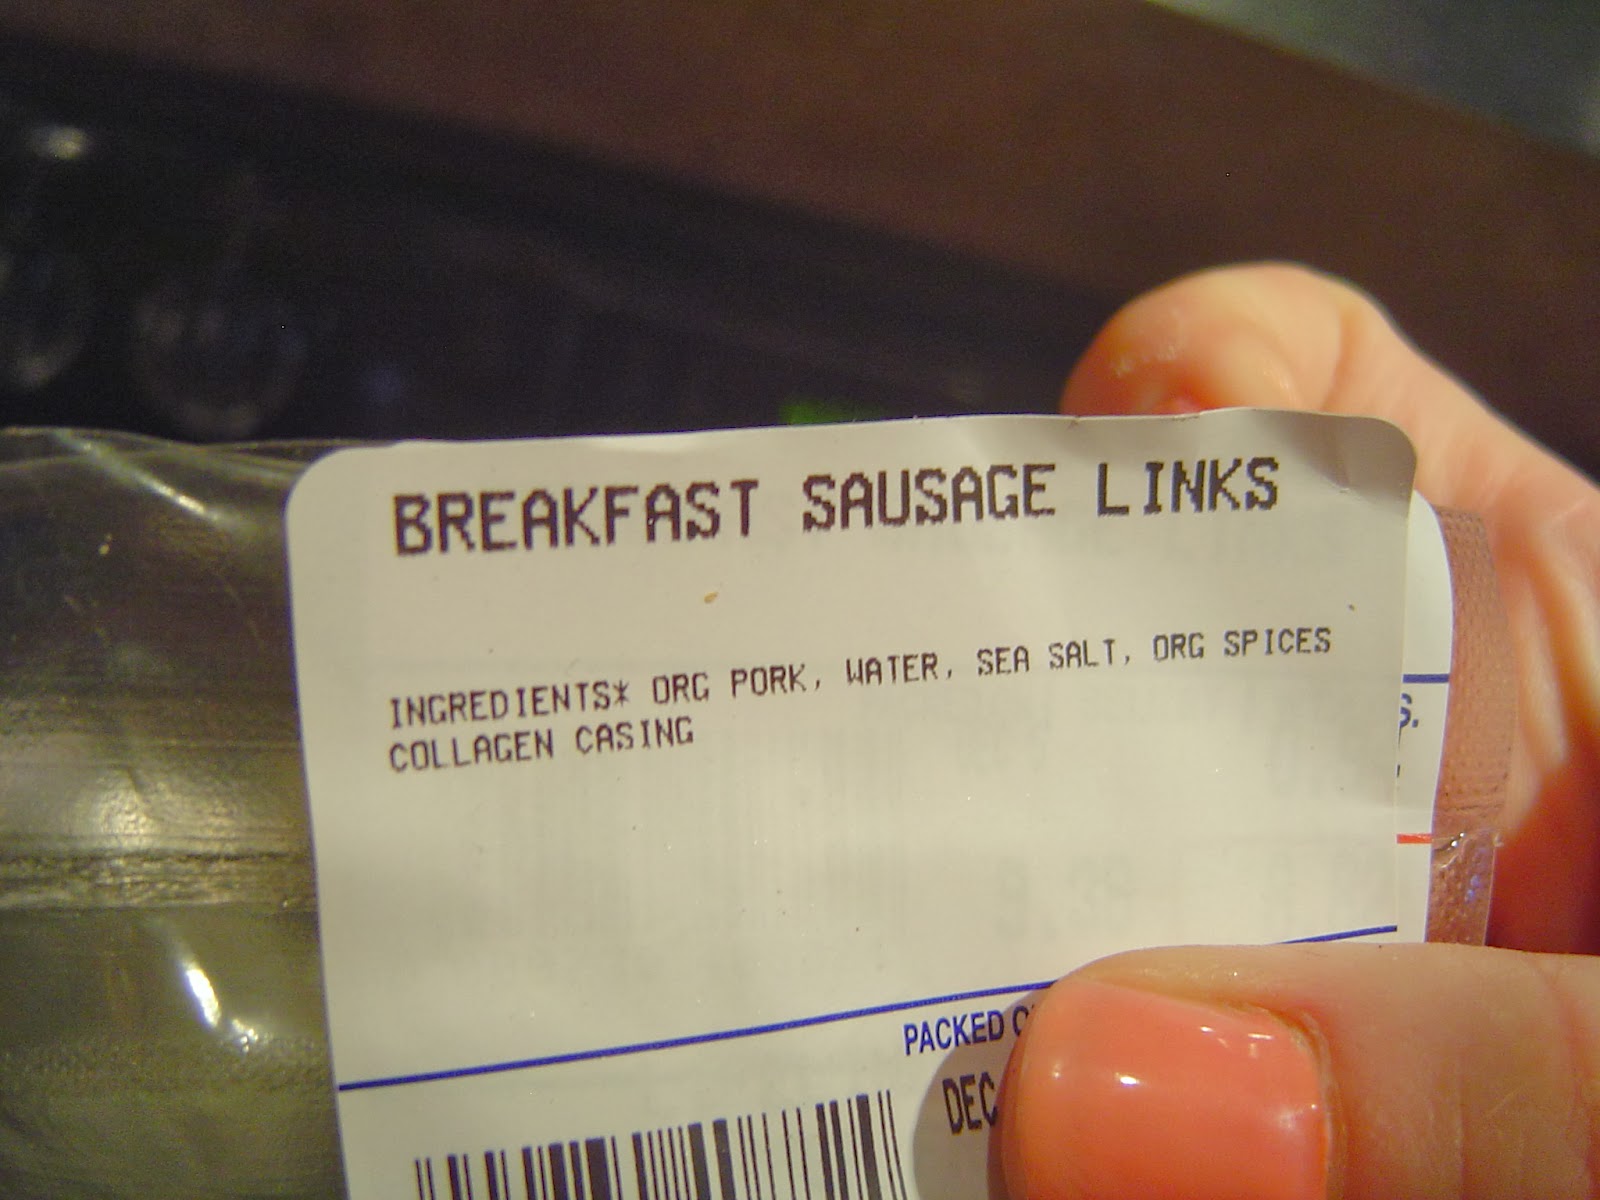 BREAKFAST SAUSAGE LINKS
INGREDIENTS* ORG PORK, WATER, SEA SALT, ORG SPICES
COLLAGEN CASING
PACKED
DEC